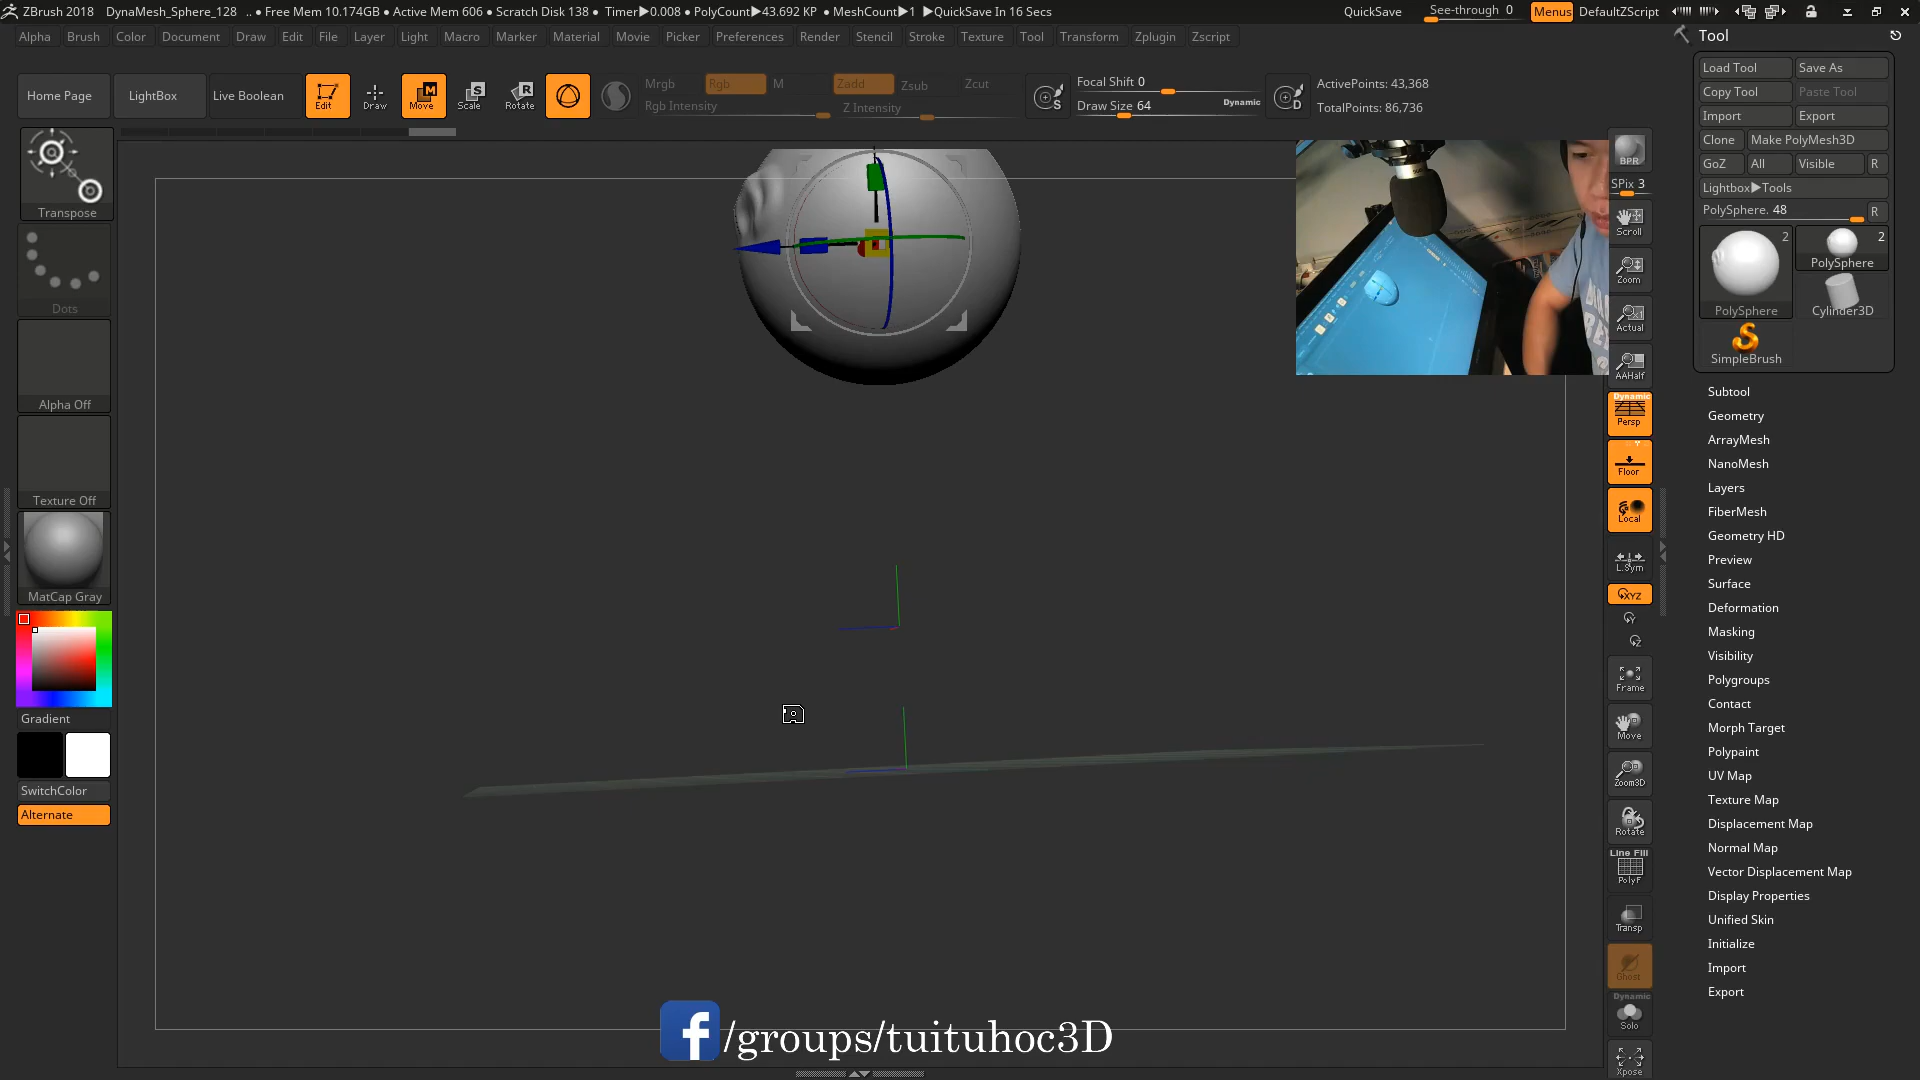 ZBrush 2018 DynaMesh_Sphere_128 .. ● Free Mem 10.174GB ● Active Mem 606 ● Scratch Disk 138 ● Timer▶0.008 ● PolyCount▶43.692 KP ● MeshCount▶1 ▶QuickSave In 16 Secs QuickSave See-through 0 Menus DefaultZScript
Alpha Brush Color Document Draw Edit File Layer Light Macro Marker Material Movie Picker Preferences Render Stencil Stroke Texture Tool Transform Zplugin Zscript
Home Page LightBox Live Boolean Edit Draw Move Scale Rotate
Mrgb Rgb M Zadd Zsub Zcut
Rgb Intensity Z Intensity
Focal Shift 0
Draw Size 64 Dynamic
ActivePoints: 43,368
TotalPoints: 86,736
Transpose
Dots
Alpha Off
Texture Off
MatCap Gray
Gradient
SwitchColor
Alternate
BPR
SPix 3
Scroll
Zoom
Actual
AAHalf
Dynamic
Persp
Floor
Local
L.Sym
XYZ
Y
Z
Frame
Move
Zoom3D
Rotate
Line Fill
PolyF
Transp
Ghost
Dynamic
Solo
Xpose
Tool
Load Tool Save As
Copy Tool Paste Tool
Import Export
Clone Make PolyMesh3D
GoZ All Visible R
Lightbox▶Tools
PolySphere. 48 R
2 2
PolySphere
PolySphere Cylinder3D
SimpleBrush
Subtool
Geometry
ArrayMesh
NanoMesh
Layers
FiberMesh
Geometry HD
Preview
Surface
Deformation
Masking
Visibility
Polygroups
Contact
Morph Target
Polypaint
UV Map
Texture Map
Displacement Map
Normal Map
Vector Displacement Map
Display Properties
Unified Skin
Initialize
Import
Export
f /groups/tuituhoc3D